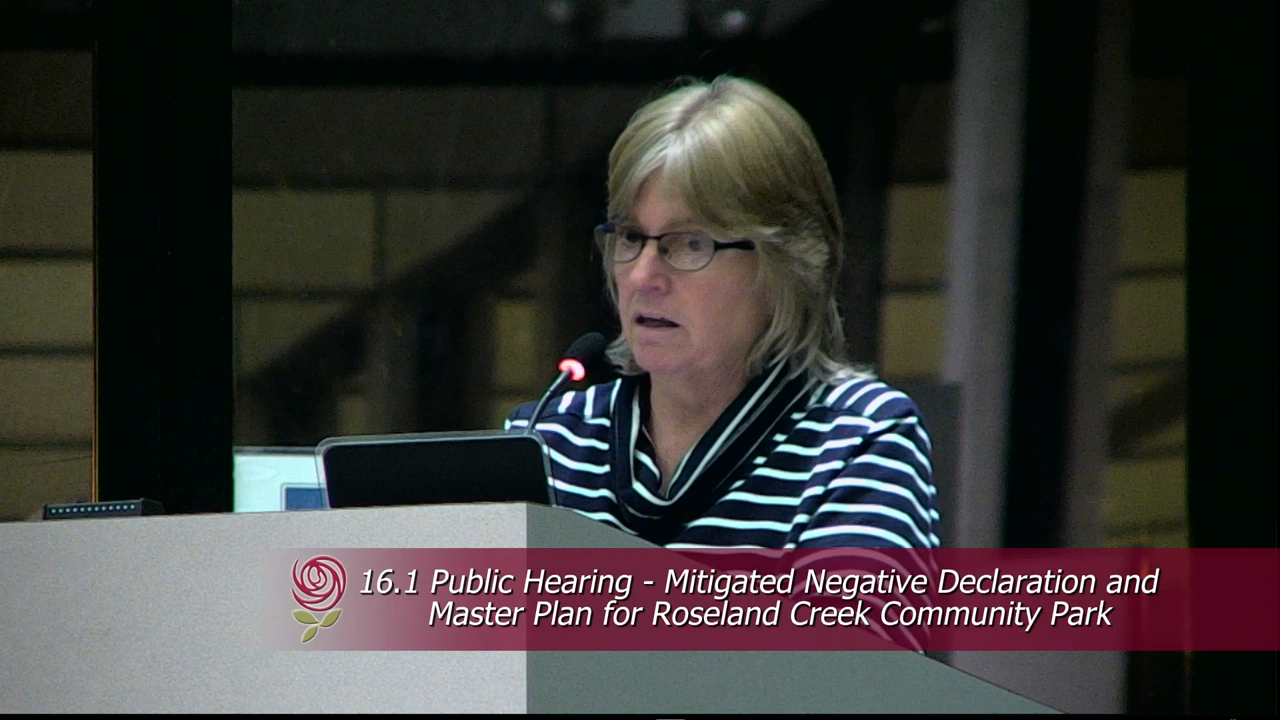 16.1 Public Hearing - Mitigated Negative Declaration and
Master Plan for Roseland Creek Community Park